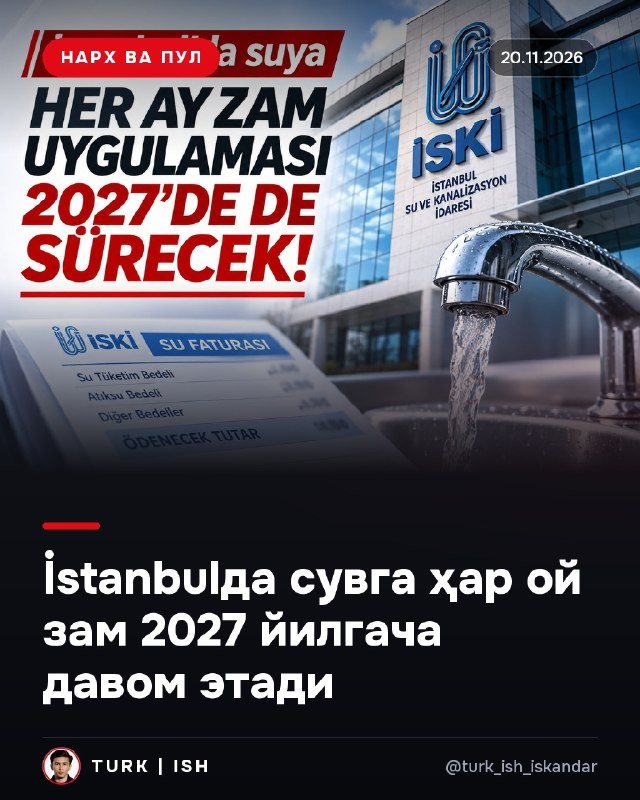 НАРХ ВА ПУЛ
20.11.2026
suya
HER AY ZAM
UYGULAMASI
2027'DE DE
SÜRECEK!
İSKİ
İSTANBUL
SU VE KANALİZASYON
İDARESİ
İSKİ SU FATURASI
Su Tüketim Bedeli
Atıksu Bedeli
Diğer Bedeller
ÖDENECEK TUTAR
İstanbulда сувга ҳар ой
зам 2027 йилгача
давом этади
TURK | ISH
@turk_ish_iskandar